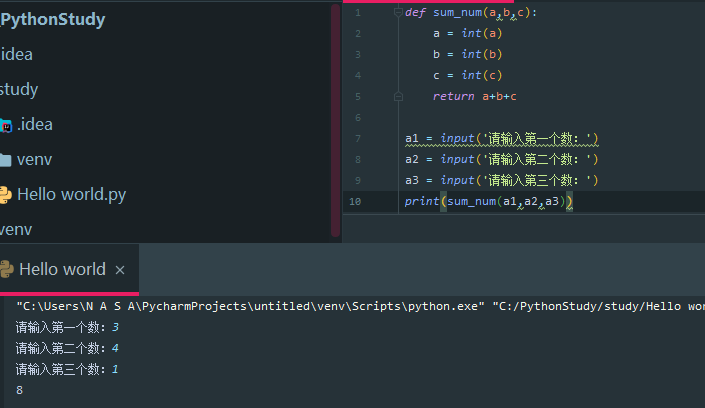 PythonStudy
idea
study
.idea
venv
Hello world.py
venv
1 def sum_num(a,b,c):
2 a = int(a)
3 b = int(b)
4 c = int(c)
5 return a+b+c
6
7 a1 = input('请输入第一个数：')
8 a2 = input('请输入第二个数：')
9 a3 = input('请输入第三个数：')
10 print(sum_num(a1,a2,a3))
Hello world ×
"C:\Users\N A S A\PycharmProjects\untitled\venv\Scripts\python.exe" "C:/PythonStudy/study/Hello wor
请输入第一个数：3
请输入第二个数：4
请输入第三个数：1
8